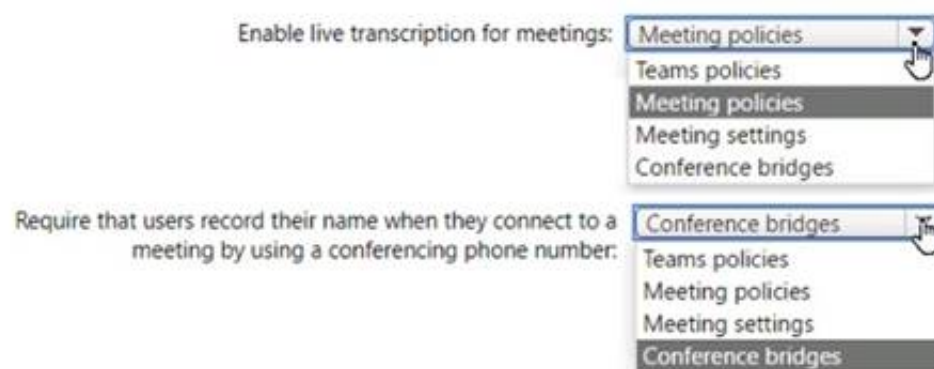 Enable live transcription for meetings: Meeting policies
Teams policies
Meeting policies
Meeting settings
Conference bridges
Require that users record their name when they connect to a Conference bridges
meeting by using a conferencing phone number:
Teams policies
Meeting policies
Meeting settings
Conference bridges